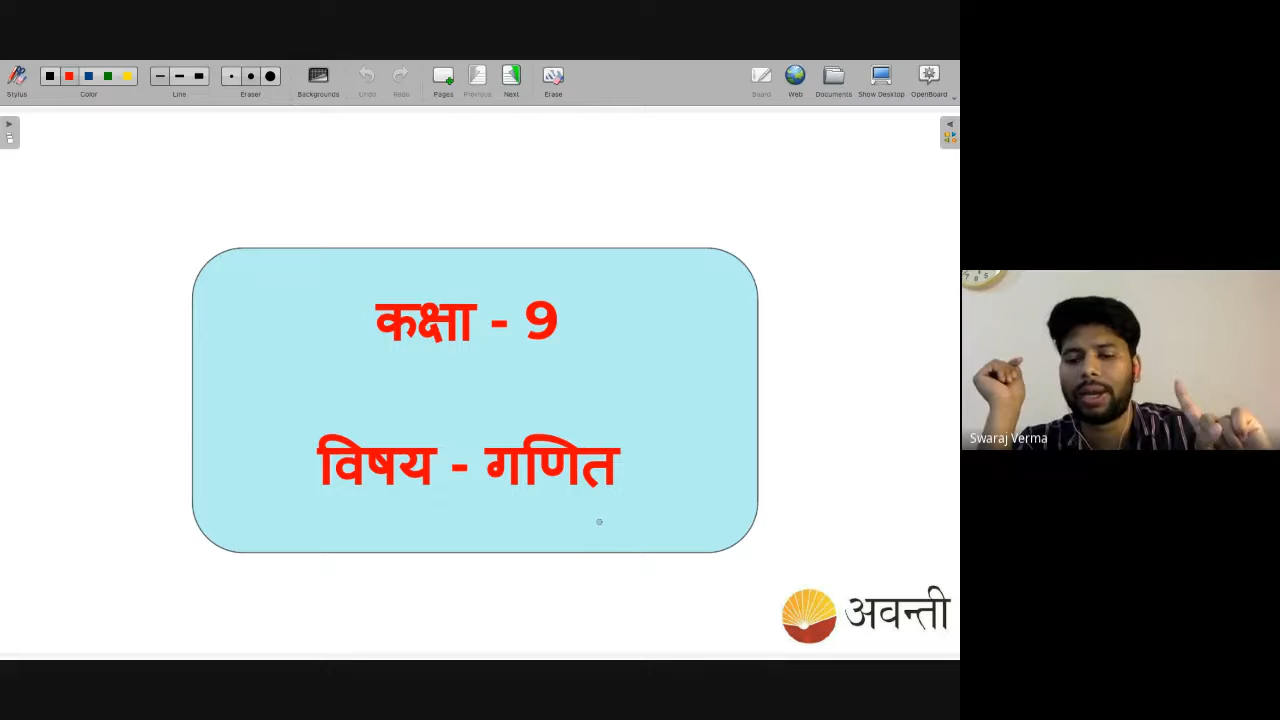 Stylus
Color
Line
Eraser
Backgrounds
Undo
Redo
Pages
Previous
Next
Erase
Board
Web
Documents
Show Desktop
OpenBoard
कक्षा - 9
विषय - गणित
अवन्ती
Swaraj Verma